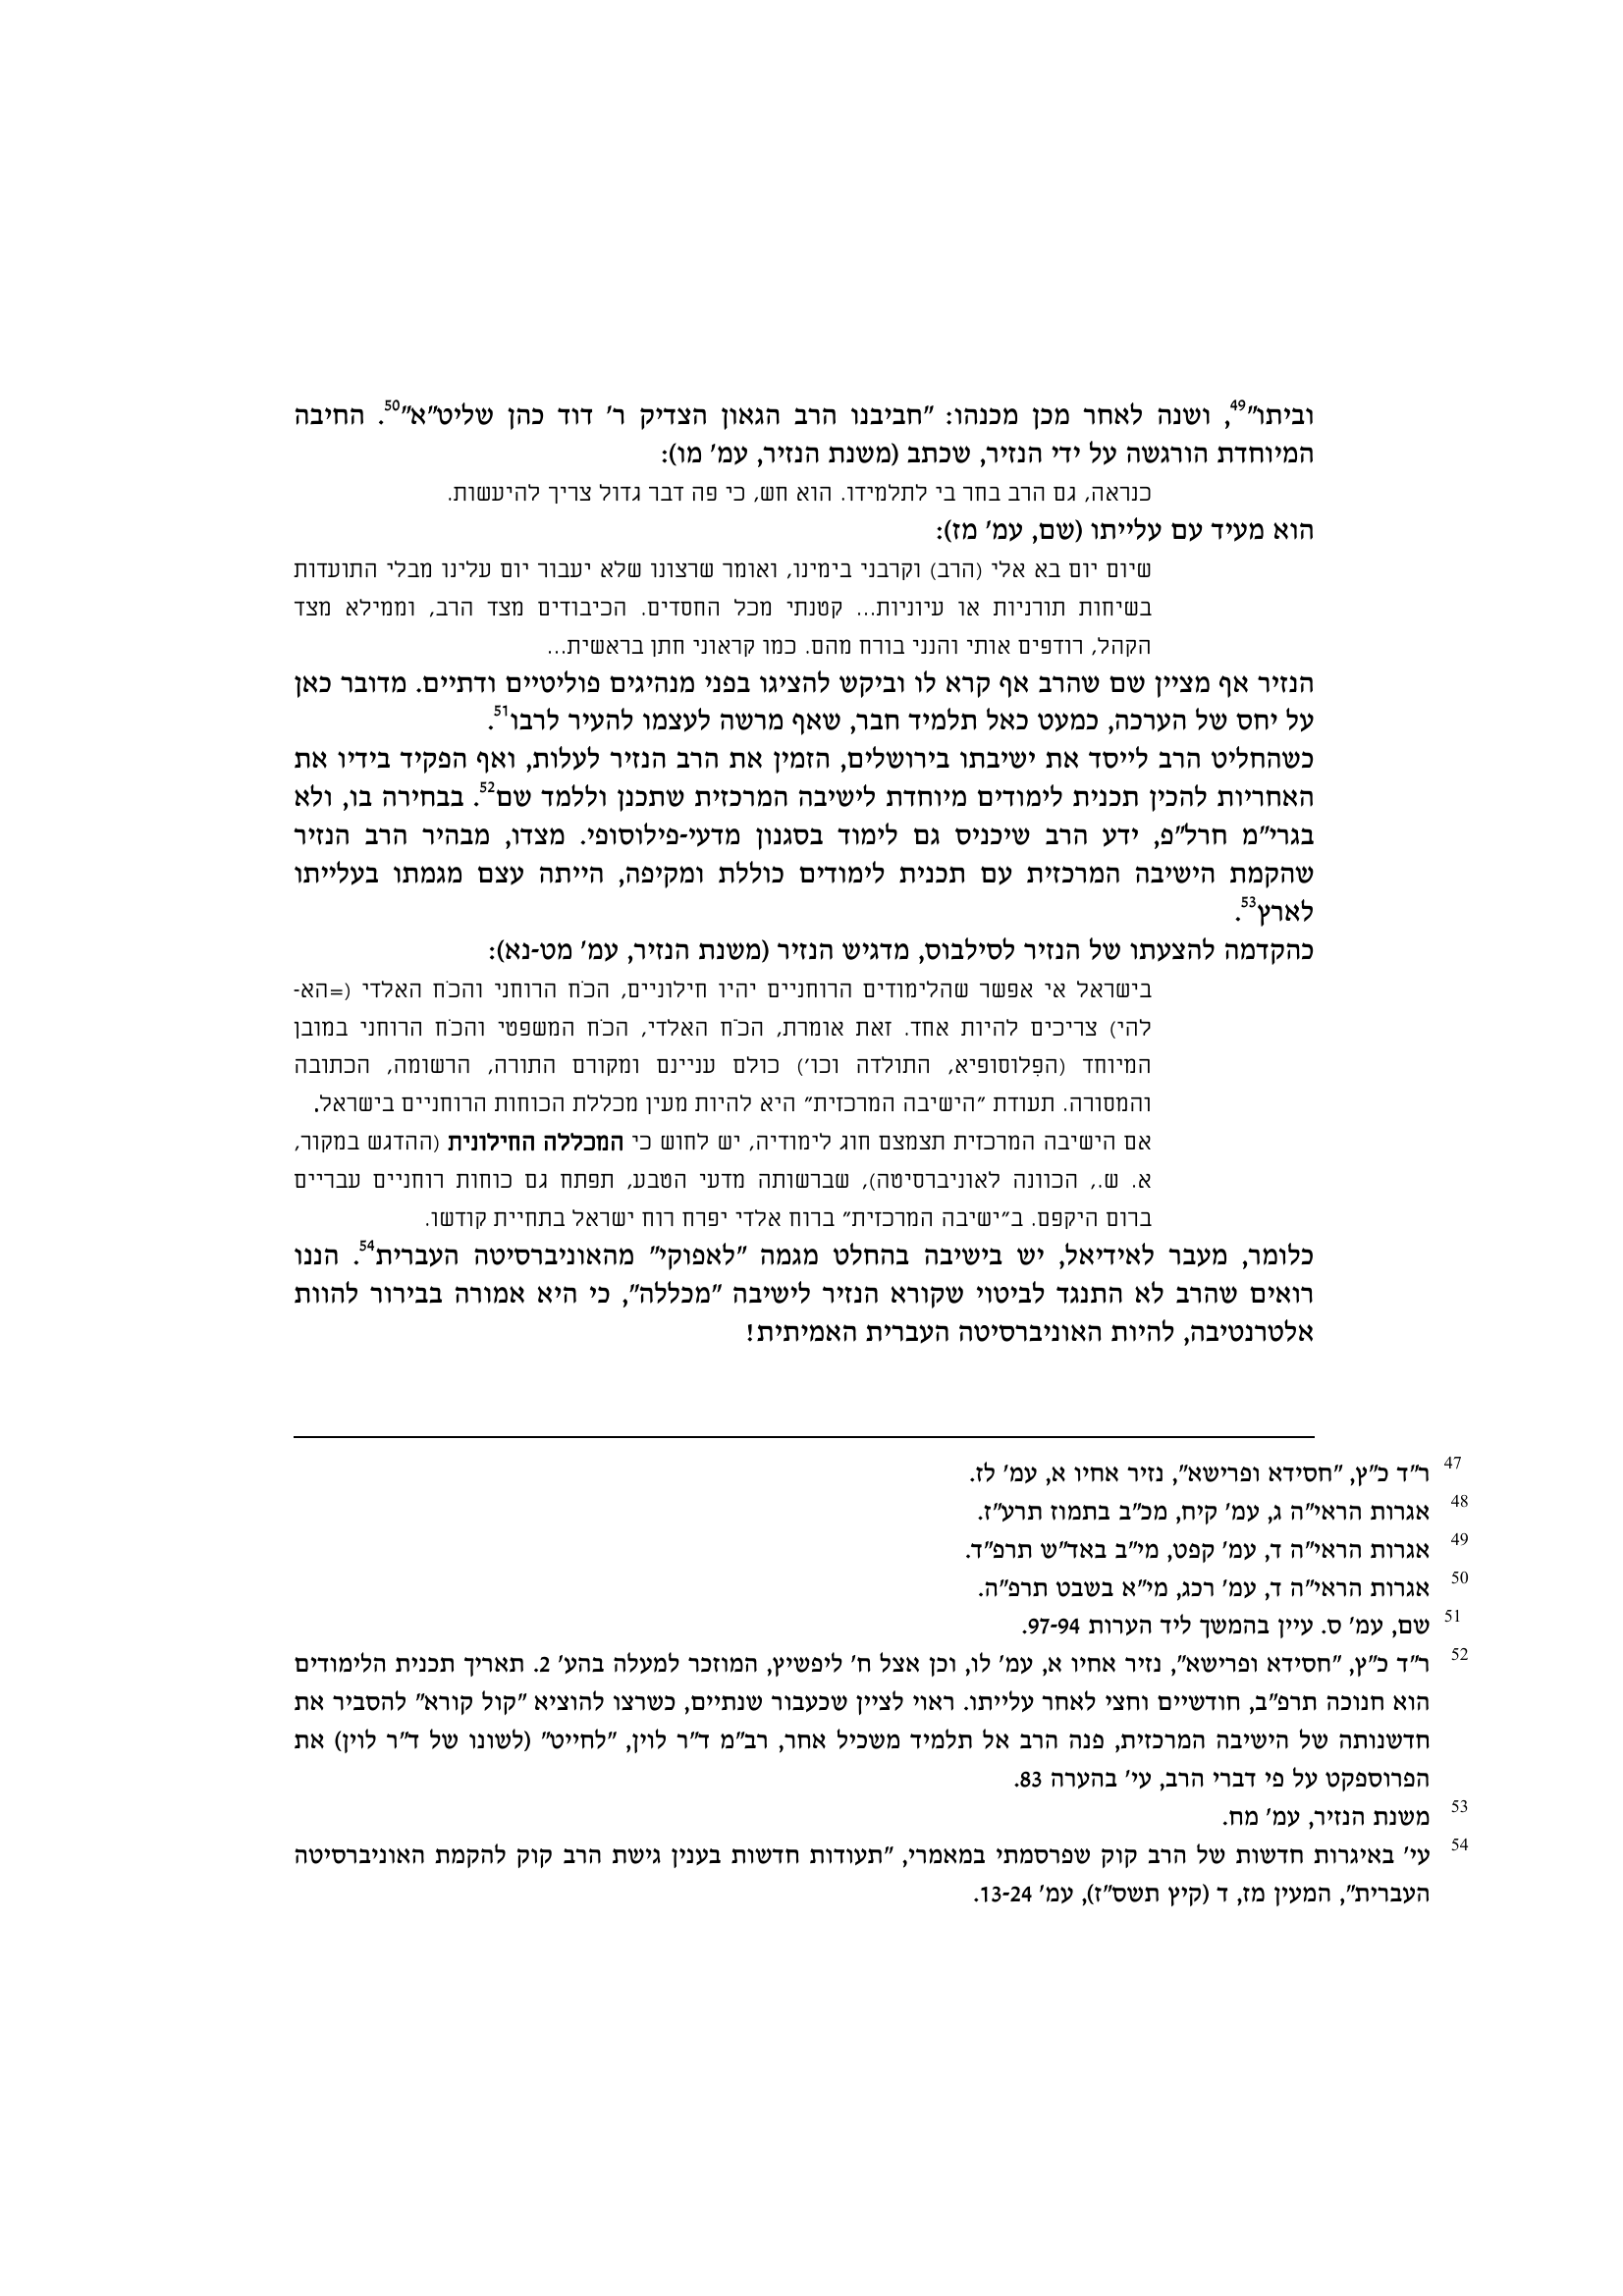 וביתו"49, ושנה לאחר מכן מכנהו: "חביבנו הרב הגאון הצדיק ר' דוד כהן שליט"א"50. החיבה
המיוחדת הורגשה על ידי הנזיר, שכתב (משנת הנזיר, עמ' מו):
כנראה, גם הרב בחר בי לתלמידו. הוא חש, כי פה דבר גדול צריך להיעשות.
הוא מעיד עם עלייתו (שם, עמ' מז):
שיום יום בא אלי (הרב) וקרבני בימינו, ואומר שרצונו שלא יעבור יום עלינו מבלי התועדות
בשיחות תורניות או עיוניות... קטנתי מכל החסדים. הכיבודים מצד הרב, וממילא מצד
הקהל, רודפים אותי והנני בורח מהם. כמו קראוני חתן בראשית...
הנזיר אף מציין שם שהרב אף קרא לו וביקש להציגו בפני מנהיגים פוליטיים ודתיים. מדובר כאן
על יחס של הערכה, כמעט כאל תלמיד חבר, שאף מרשה לעצמו להעיר לרבו51.
כשהחליט הרב לייסד את ישיבתו בירושלים, הזמין את הרב הנזיר לעלות, ואף הפקיד בידיו את
האחריות להכין תכנית לימודים מיוחדת לישיבה המרכזית שתכנן וללמד שם52. בבחירה בו, ולא
בגרי"מ חרל"פ, ידע הרב שיכניס גם לימוד בסגנון מדעי-פילוסופי. מצדו, מבהיר הרב הנזיר
שהקמת הישיבה המרכזית עם תכנית לימודים כוללת ומקיפה, הייתה עצם מגמתו בעלייתו
לארץ53.
כהקדמה להצעתו של הנזיר לסילבוס, מדגיש הנזיר (משנת הנזיר, עמ' מט-נא):
בישראל אי אפשר שהלימודים הרוחניים יהיו חילוניים, הכֹח הרוחני והכֹח האלדי (=הא-
להי) צריכים להיות אחד. זאת אומרת, הכֹח האלדי, הכֹח המשפטי והכֹח הרוחני במובן
המיוחד (הפִלוסופיא, התולדה וכו') כולם עניינם ומקורם התורה, הרשומה, הכתובה
והמסורה. תעודת "הישיבה המרכזית" היא להיות מעין מכללת הכוחות הרוחניים בישראל.
אם הישיבה המרכזית תצמצם חוג לימודיה, יש לחוש כי המכללה החילונית (ההדגש במקור,
א. ש., הכוונה לאוניברסיטה), שברשותה מדעי הטבע, תפתח גם כוחות רוחניים עבריים
ברום היקפם. ב"ישיבה המרכזית" ברוח אלדי יפרח רוח ישראל בתחיית קודשו.
כלומר, מעבר לאידיאל, יש בישיבה בהחלט מגמה "לאפוקי" מהאוניברסיטה העברית54. הננו
רואים שהרב לא התנגד לביטוי שקורא הנזיר לישיבה "מכללה", כי היא אמורה בבירור להוות
אלטרנטיבה, להיות האוניברסיטה העברית האמיתית!
47 ר"ד כ"ץ, "חסידא ופרישא", נזיר אחיו א, עמ' לז.
48 אגרות הראי"ה ג, עמ' קיח, מכ"ב בתמוז תרע"ז.
49 אגרות הראי"ה ד, עמ' קפט, מי"ב באד"ש תרפ"ד.
50 אגרות הראי"ה ד, עמ' רכג, מי"א בשבט תרפ"ה.
51 שם, עמ' ס. עיין בהמשך ליד הערות 97-94.
52 ר"ד כ"ץ, "חסידא ופרישא", נזיר אחיו א, עמ' לו, וכן אצל ח' ליפשיץ, המוזכר למעלה בהע' 2. תאריך תכנית הלימודים
הוא חנוכה תרפ"ב, חודשיים וחצי לאחר עלייתו. ראוי לציין שכעבור שנתיים, כשרצו להוציא "קול קורא" להסביר את
חדשנותה של הישיבה המרכזית, פנה הרב אל תלמיד משכיל אחר, רב"מ ד"ר לוין, "לחייט" (לשונו של ד"ר לוין) את
הפרוספקט על פי דברי הרב, עי' בהערה 83.
53 משנת הנזיר, עמ' מח.
54 עי' באיגרות חדשות של הרב קוק שפרסמתי במאמרי, "תעודות חדשות בענין גישת הרב קוק להקמת האוניברסיטה
העברית", המעין מז, ד (קיץ תשס"ז), עמ' 13-24.